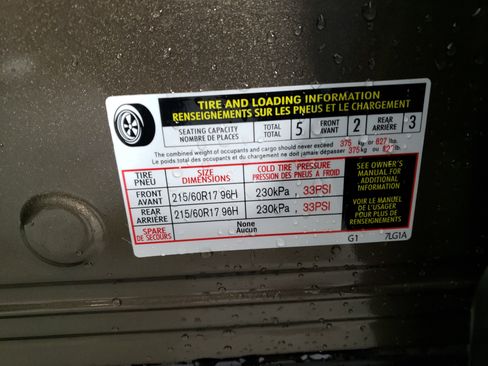 TIRE AND LOADING INFORMATION
RENSEIGNEMENTS SUR LES PNEUS ET LE CHARGEMENT
SEATING CAPACITY
NOMBRE DE PLACES
TOTAL
TOTAL
5
FRONT
AVANT
2
REAR
ARRIÈRE
3
The combined weight of occupants and cargo should never exceed 375 kg or 827 lbs.
Le poids total des occupants et du chargement ne doit jamais dépasser 375 kg ou 827 lb.
TIRE
PNEU
SIZE
DIMENSIONS
COLD TIRE PRESSURE
PRESSION DES PNEUS A FROID
FRONT
AVANT
215/60R17 96H
230kPa , 33PSI
REAR
ARRIÈRE
215/60R17 96H
230kPa , 33PSI
SPARE
DE SECOURS
None
Aucun
SEE OWNER'S
MANUAL FOR
ADDITIONAL
INFORMATION
VOIR LE MANUEL
DE L'USAGER
POUR PLUS DE
RENSEIGNEMENTS
G1 7LG1A